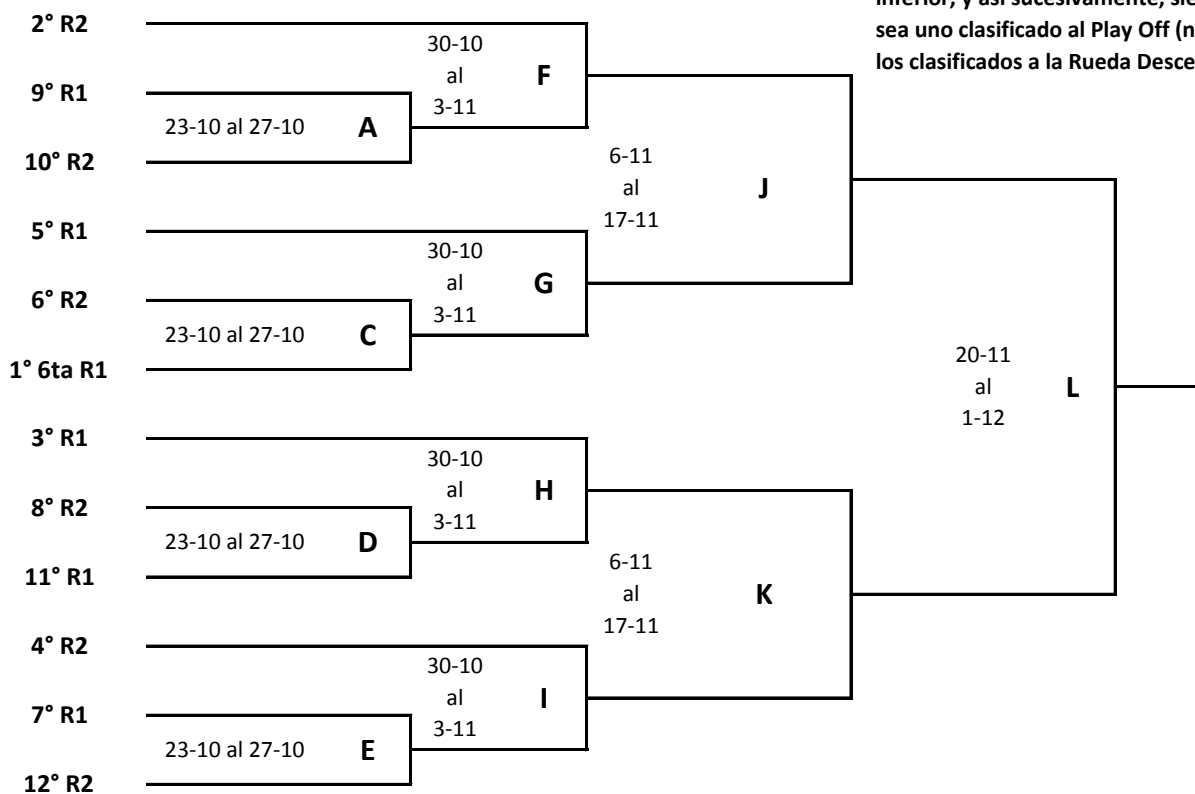 inferior, y así sucesivamente, sie
sea uno clasificado al Play Off (n
los clasificados a la Rueda Desce
2° R2
30-10
al
3-11
F
9° R1
23-10 al 27-10 A
10° R2
6-11
al
17-11
J
5° R1
30-10
al
3-11
G
6° R2
23-10 al 27-10 C
1° 6ta R1
20-11
al
1-12
L
3° R1
30-10
al
3-11
H
8° R2
23-10 al 27-10 D
11° R1
6-11
al
17-11
K
4° R2
30-10
al
3-11
I
7° R1
23-10 al 27-10 E
12° R2